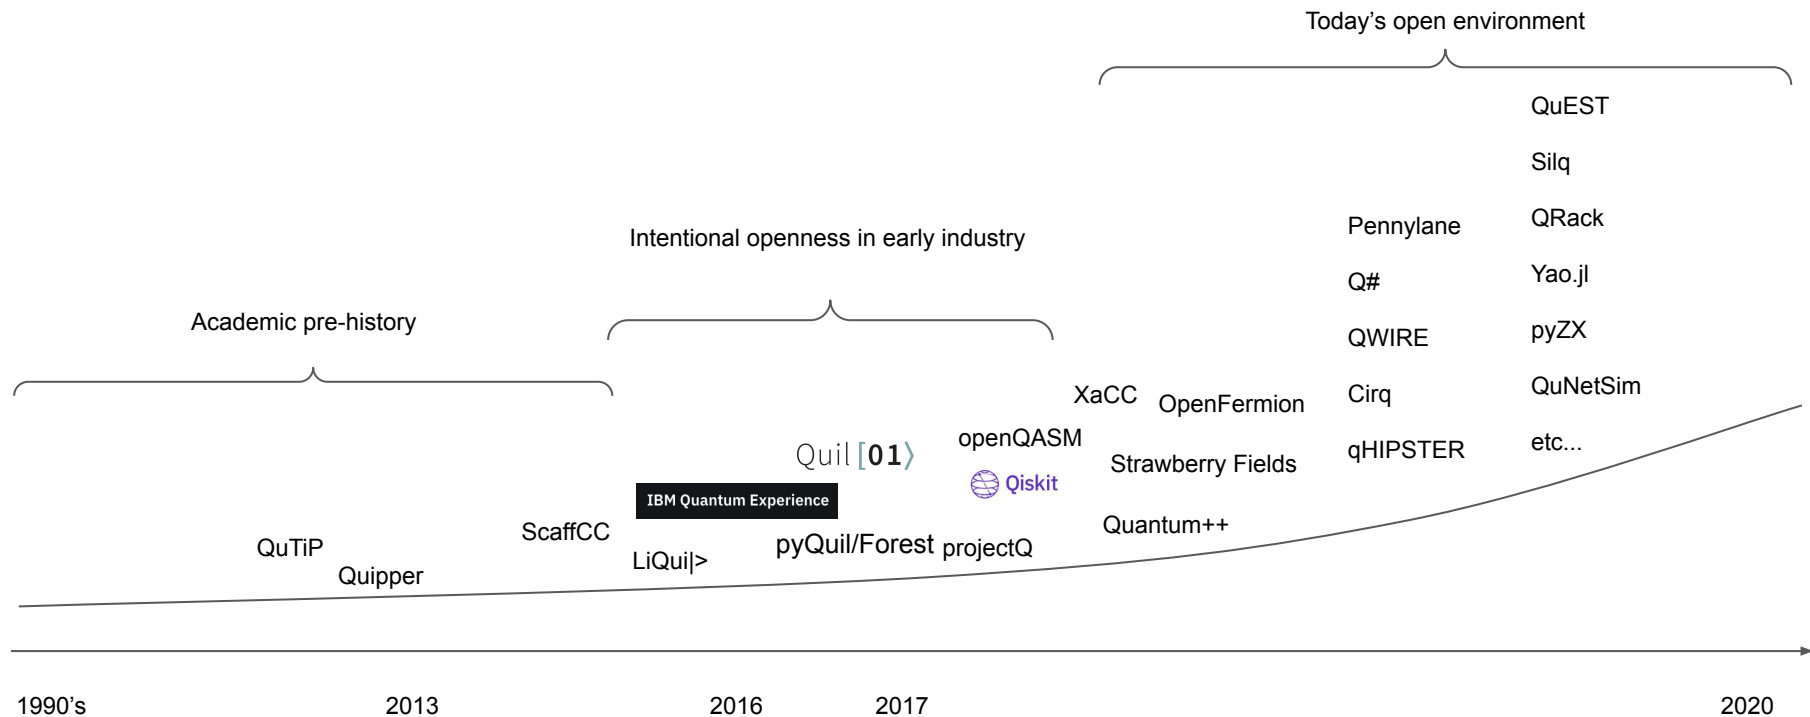 Today's open environment
QuEST
Silq
Pennylane
QRack
Intentional openness in early industry
Q#
Yao.jl
Academic pre-history
QWIRE
pyZX
XaCC
OpenFermion
Cirq
QuNetSim
Quil [01⟩
openQASM
Strawberry Fields
qHIPSTER
etc...
IBM Quantum Experience
Qiskit
QuTiP
ScaffCC
pyQuil/Forest
projectQ
Quantum++
Quipper
LiQui|>
1990's
2013
2016
2017
2020